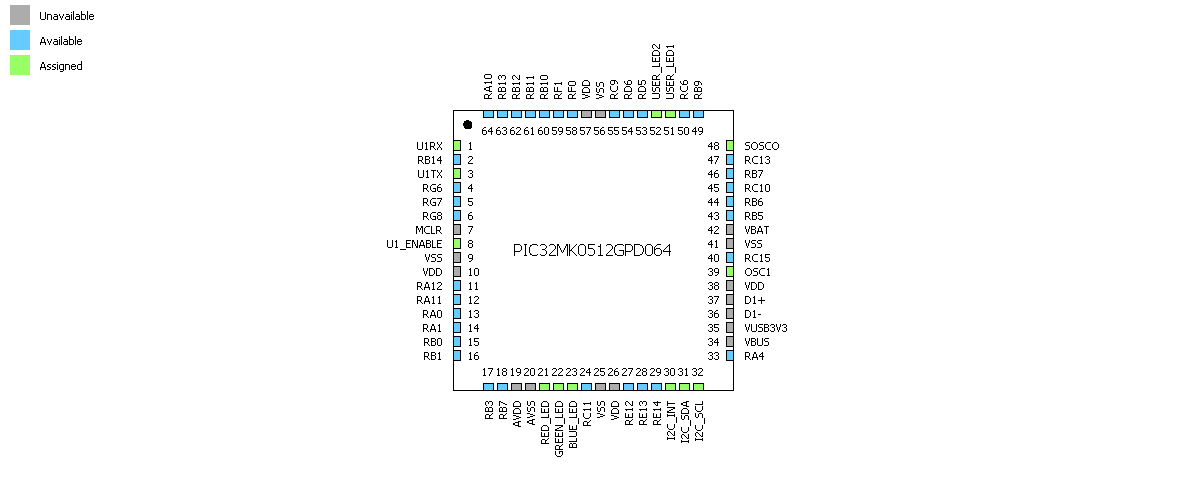 Unavailable
Available
Assigned
RA10
RB13
RB12
RB11
RB10
RF1
RF0
VDD
VSS
RC9
RD6
RD5
USER_LED2
USER_LED1
RC6
RB9
64 63 62 61 60 59 58 57 56 55 54 53 52 51 50 49
U1RX 1
RB14 2
U1TX 3
RG6 4
RG7 5
RG8 6
MCLR 7
U1_ENABLE 8
VSS 9
VDD 10
RA12 11
RA11 12
RA0 13
RA1 14
RB0 15
RB1 16
PIC32MK0512GPD064
48 SOSCO
47 RC13
46 RB7
45 RC10
44 RB6
43 RB5
42 VBAT
41 VSS
40 RC15
39 OSC1
38 VDD
37 D1+
36 D1-
35 VUSB3V3
34 VBUS
33 RA4
17 18 19 20 21 22 23 24 25 26 27 28 29 30 31 32
RB3
RB7
AVDD
AVSS
RED_LED
GREEN_LED
BLUE_LED
RC11
VSS
VDD
RE12
RE13
RE14
I2C_INT
I2C_SDA
I2C_SCL